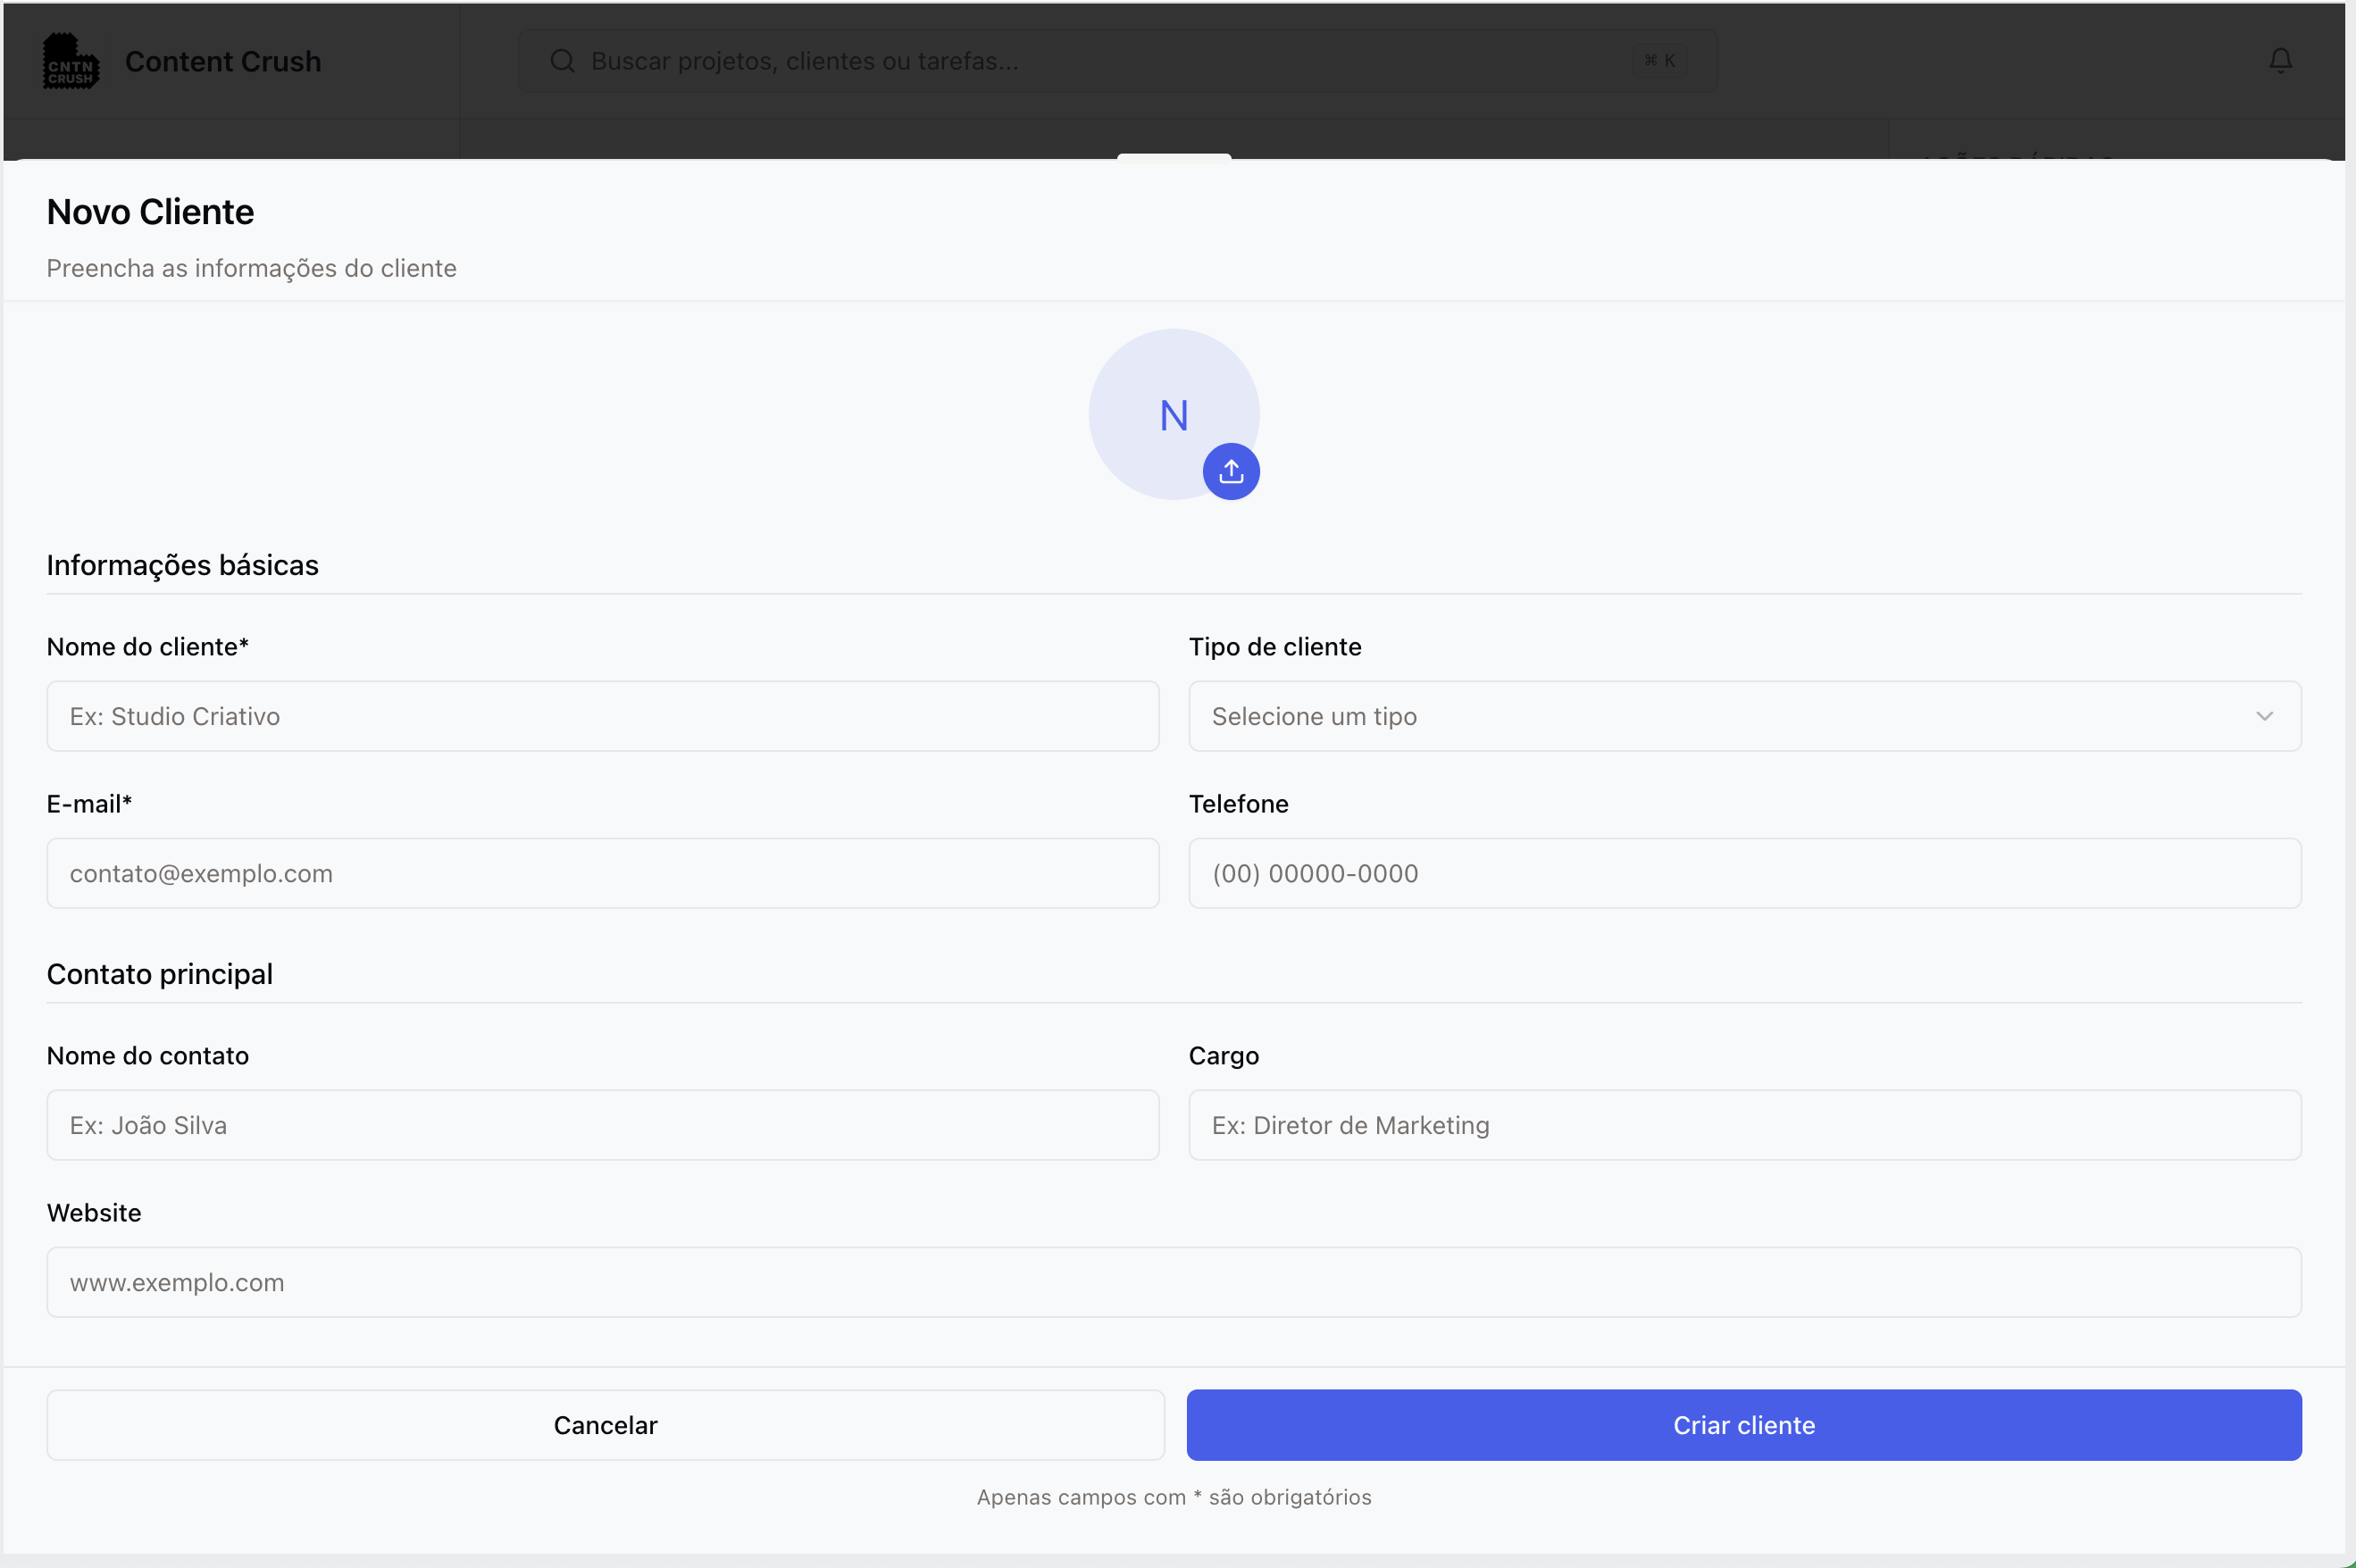 CNTN
CRUSH
Content Crush
Buscar projetos, clientes ou tarefas...
⌘ K
Novo Cliente
Preencha as informações do cliente
N
Informações básicas
Nome do cliente*
Tipo de cliente
Ex: Studio Criativo
Selecione um tipo
E-mail*
Telefone
contato@exemplo.com
(00) 00000-0000
Contato principal
Nome do contato
Cargo
Ex: João Silva
Ex: Diretor de Marketing
Website
www.exemplo.com
Cancelar
Criar cliente
Apenas campos com * são obrigatórios